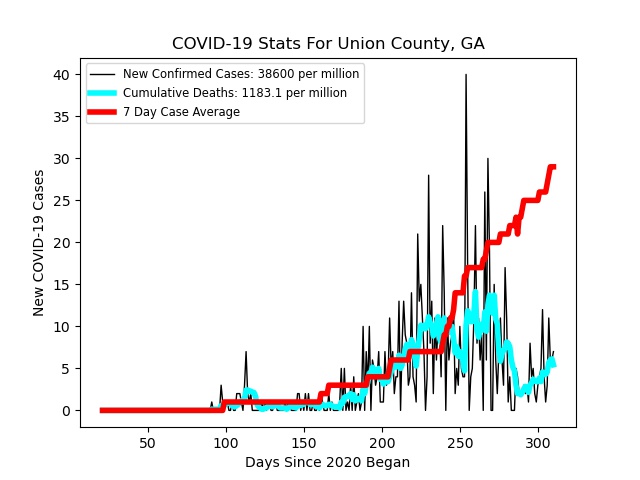 COVID-19 Stats For Union County, GA
New Confirmed Cases: 38600 per million
Cumulative Deaths: 1183.1 per million
7 Day Case Average
New COVID-19 Cases
40
35
30
25
20
15
10
5
0
50 100 150 200 250 300
Days Since 2020 Began